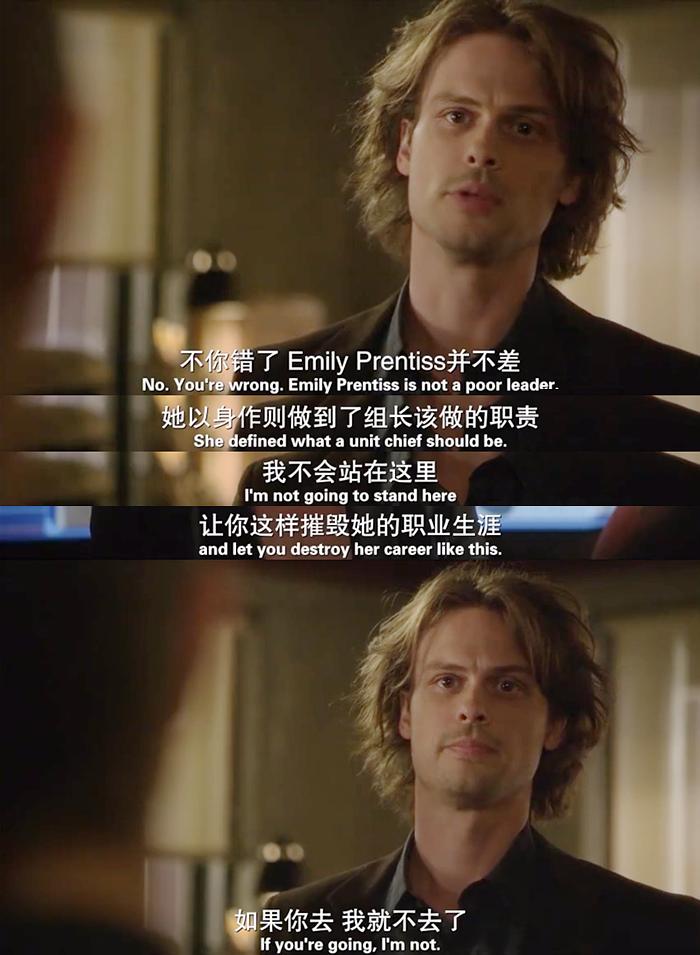 不你错了 Emily Prentiss并不差
No. You're wrong. Emily Prentiss is not a poor leader.
她以身作则做到了组长该做的职责
She defined what a unit chief should be.
我不会站在这里
I'm not going to stand here
让你这样摧毁她的职业生涯
and let you destroy her career like this.
如果你去 我就不去了
If you're going, I'm not.